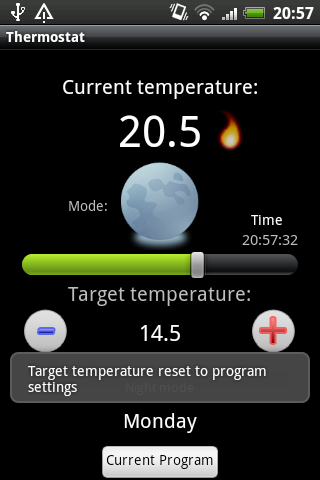 20:57
Thermostat
Current temperature:
20.5
Mode:
Time
20:57:32
Target temperature:
14.5
Target temperature reset to program
settings
Night mode
Monday
Current Program